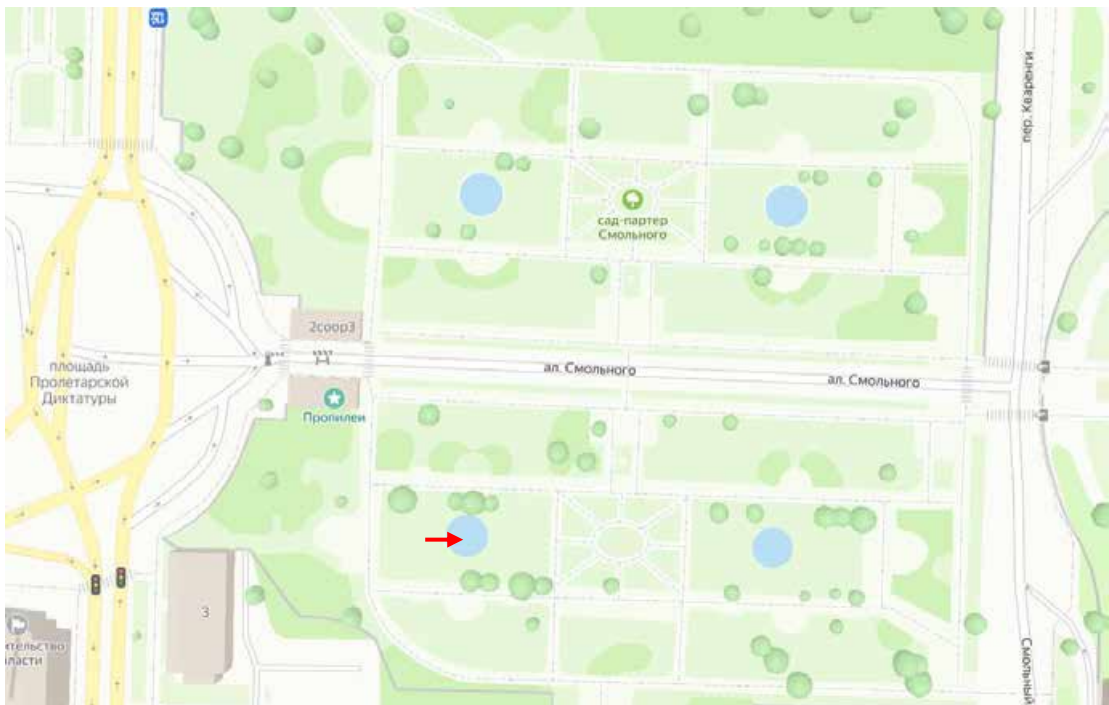 пер. Кваренги
сад-партер
Смольного
2соор3
ал. Смольного
ал. Смольного
площадь
Пролетарской
Диктатуры
Пропилеи
3
Смольный